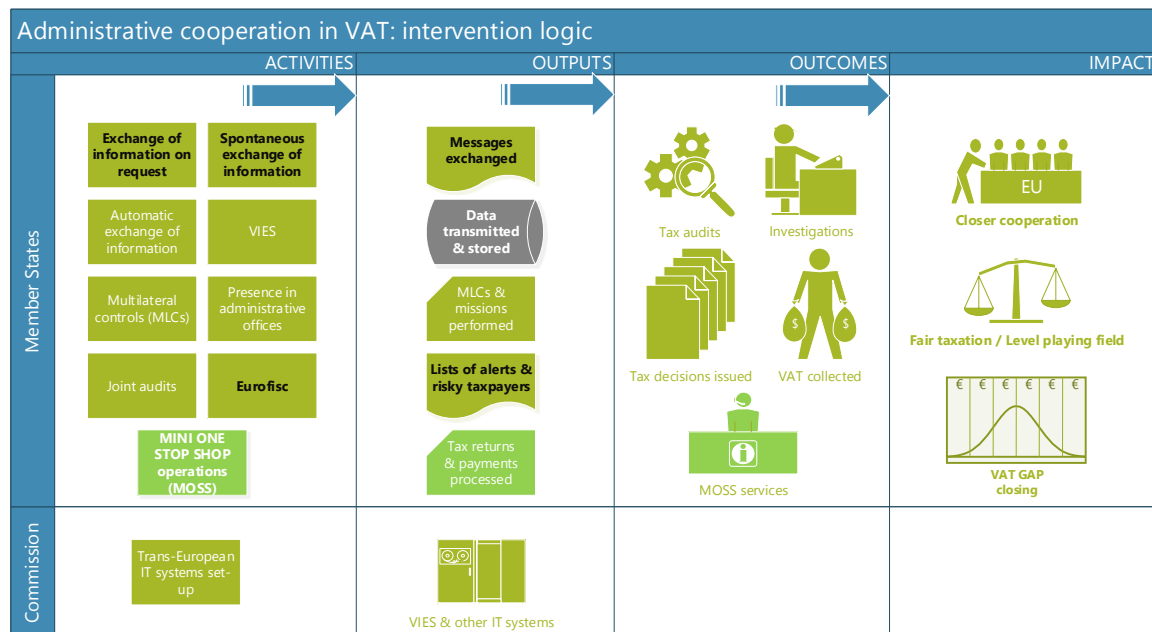 Administrative cooperation in VAT: intervention logic
ACTIVITIES
OUTPUTS
OUTCOMES
IMPACT
Member States
Exchange of
information on
request
Spontaneous
exchange of
information
Automatic
exchange of
information
VIES
Multilateral
controls (MLCs)
Presence in
administrative
offices
Joint audits
Eurofisc
MINI ONE
STOP SHOP
operations
(MOSS)
Messages
exchanged
Data
transmitted
& stored
MLCs &
missions
performed
Lists of alerts &
risky taxpayers
Tax returns
& payments
processed
Tax audits
Investigations
$ $
Tax decisions issued
VAT collected
i
MOSS services
EU
Closer cooperation
Fair taxation / Level playing field
€ € € € € €
VAT GAP
closing
Commission
Trans-European
IT systems set-
up
VIES & other IT systems